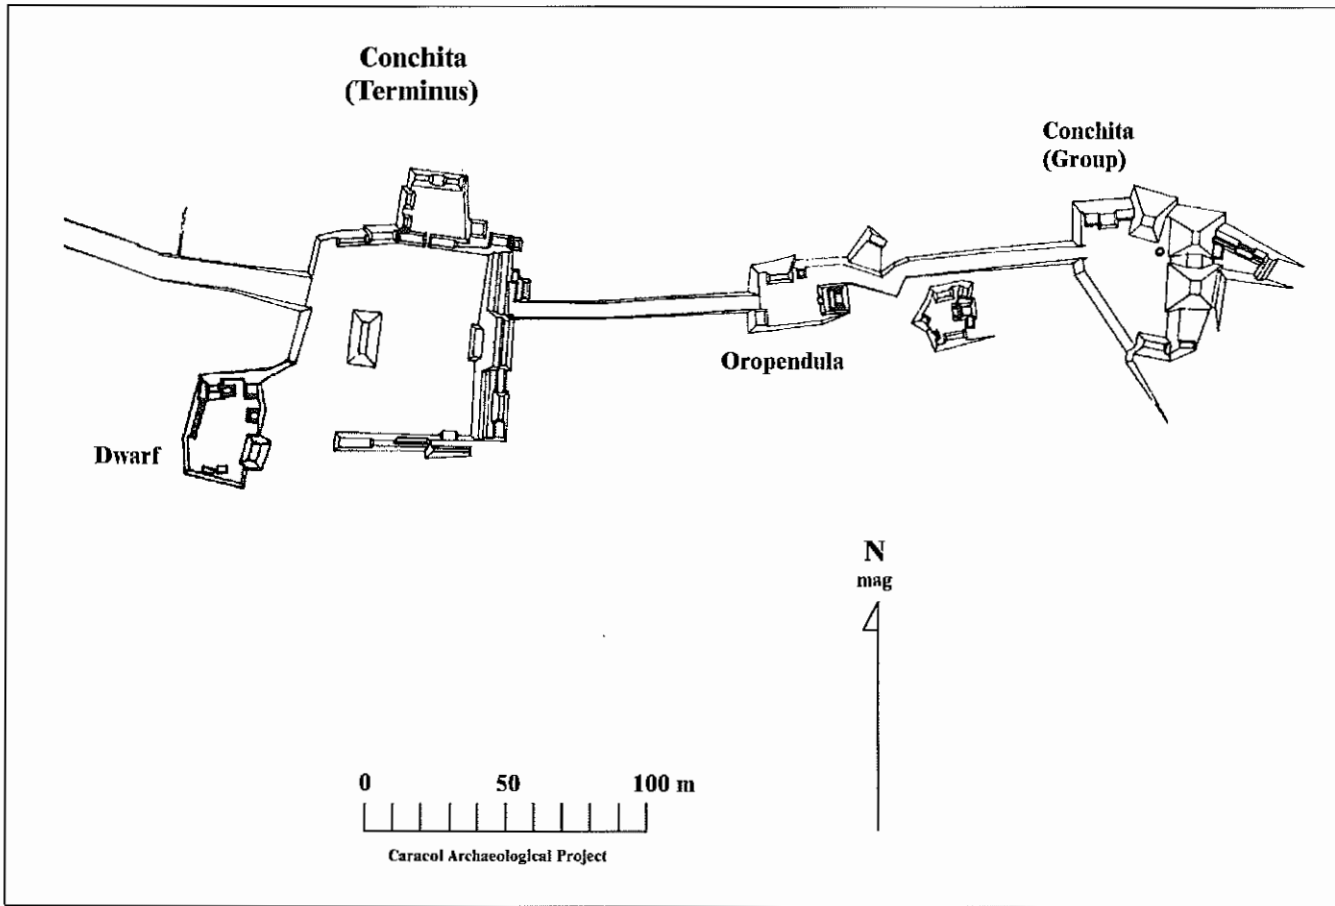 Conchita
(Terminus)
Conchita
(Group)
Oropendula
Dwarf
N
mag
0 50 100 m
Caracol Archaeological Project